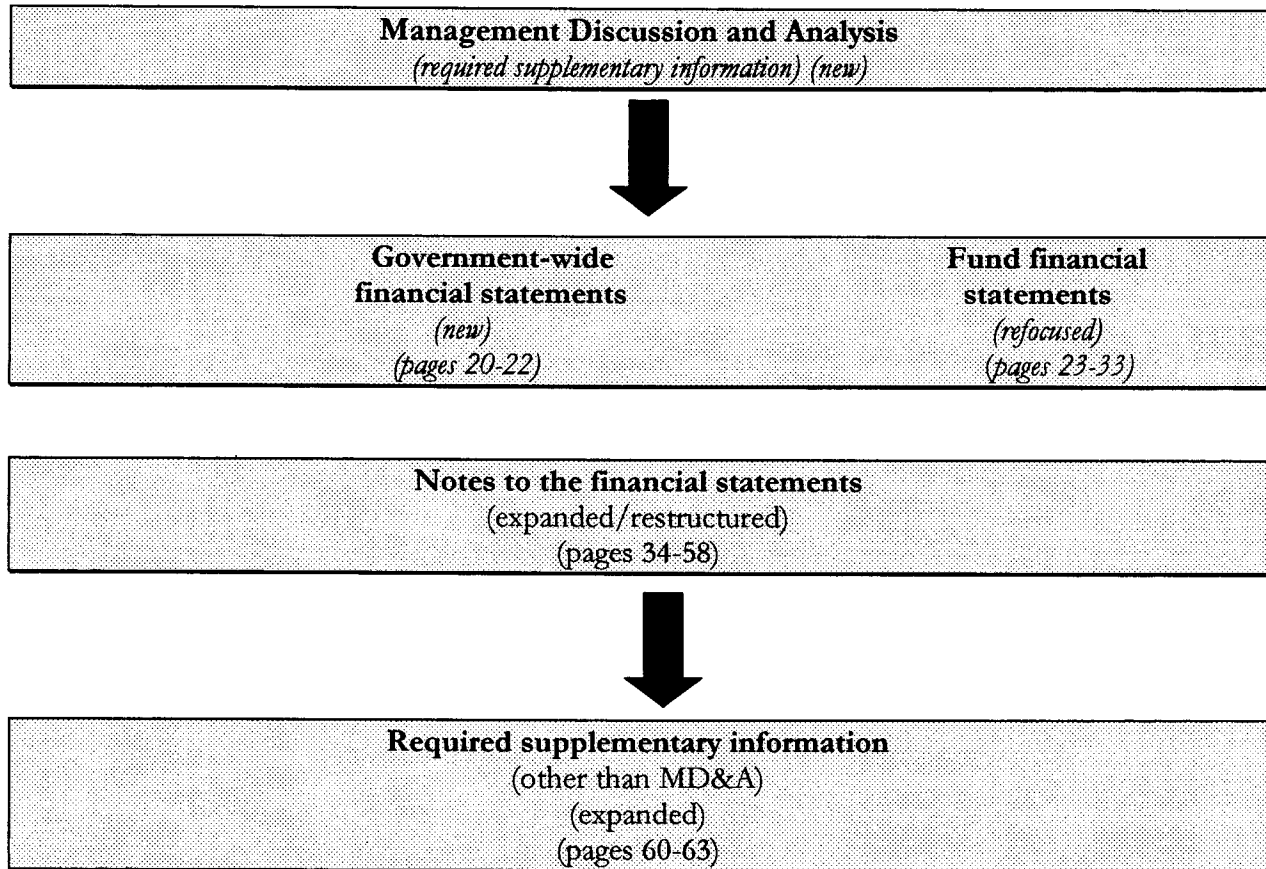 Management Discussion and Analysis
(required supplementary information) (new)
Government-wide
financial statements
(new)
(pages 20-22)
Fund financial
statements
(refocused)
(pages 23-33)
Notes to the financial statements
(expanded/restructured)
(pages 34-58)
Required supplementary information
(other than MD&A)
(expanded)
(pages 60-63)